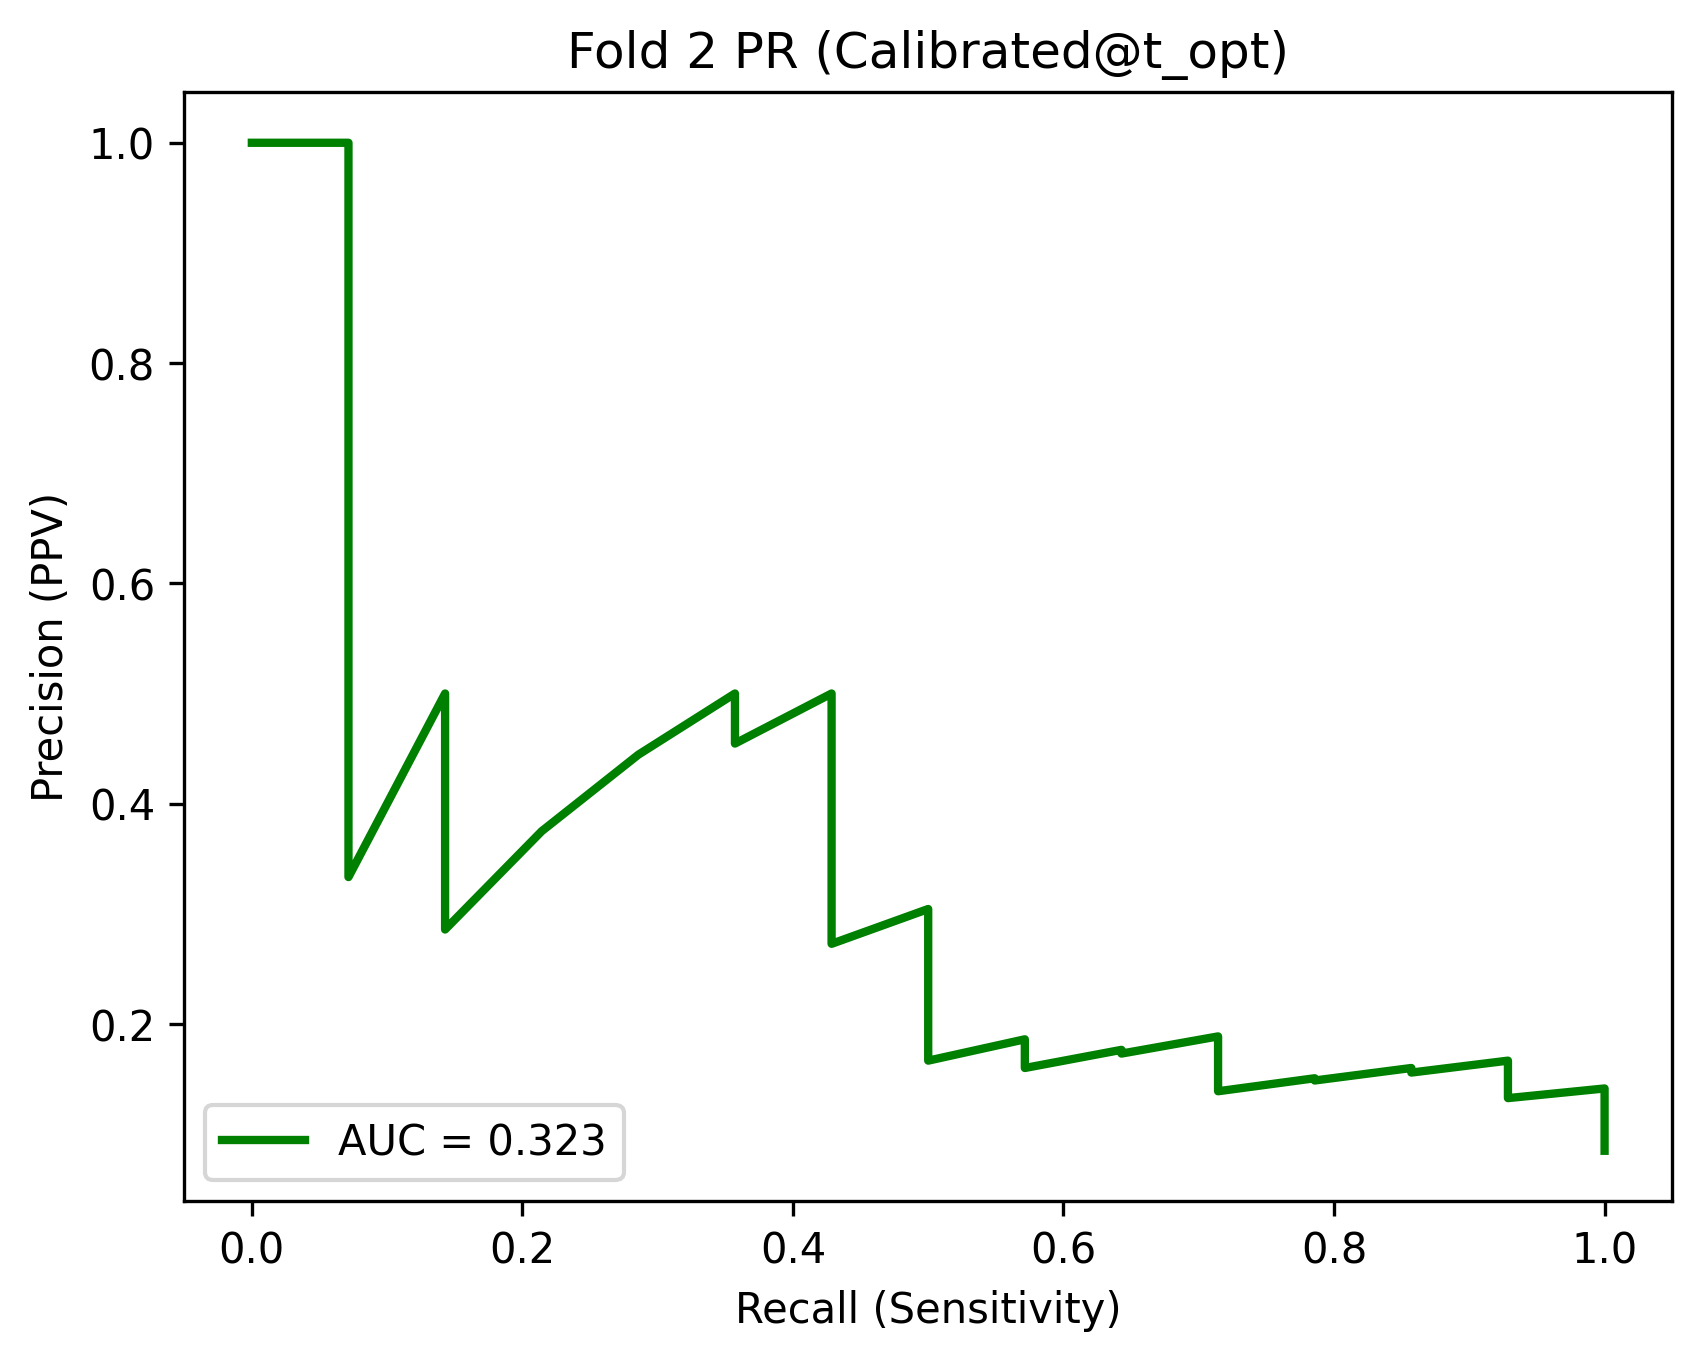 Fold 2 PR (Calibrated@t_opt)
Precision (PPV)
1.0
0.8
0.6
0.4
0.2
AUC = 0.323
0.0 0.2 0.4 0.6 0.8 1.0
Recall (Sensitivity)